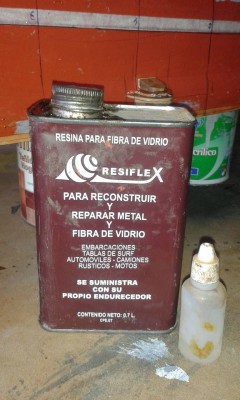 RESINA PARA FIBRA DE VIDRIO
RESIFLEX
PARA RECONSTRUIR
Y
REPARAR METAL
Y
FIBRA DE VIDRIO
EMBARCACIONES
TABLAS DE SURF
AUTOMOVILES - CAMIONES
RUSTICOS - MOTOS
SE SUMINISTRA
CON SU
PROPIO ENDURECEDOR
CONTENIDO NETO: 0.7 L.
crílico